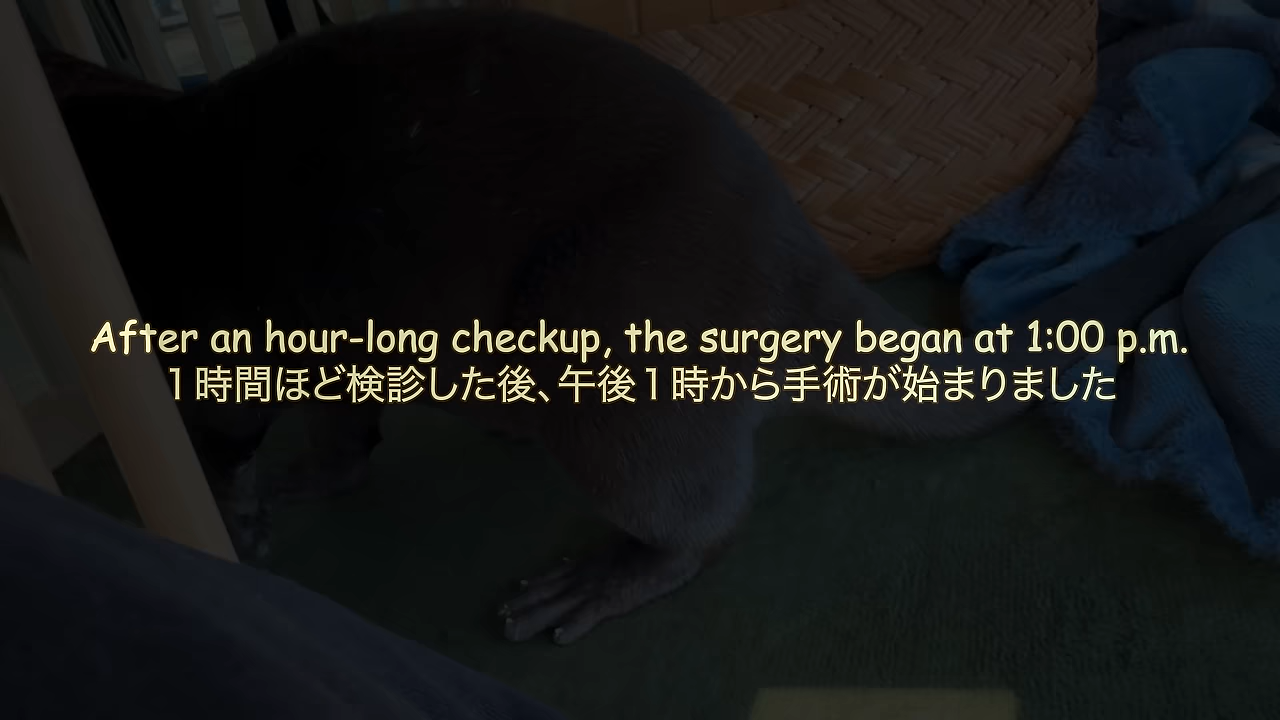 After an hour-long checkup, the surgery began at 1:00 p.m.
１時間ほど検診した後、午後１時から手術が始まりました